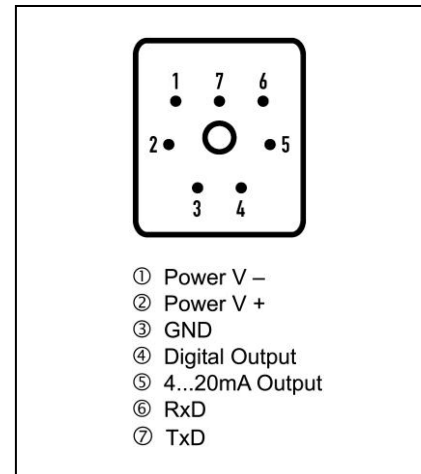 1 7 6
2 5
3 4
① Power V –
② Power V +
③ GND
④ Digital Output
⑤ 4...20mA Output
⑥ RxD
⑦ TxD